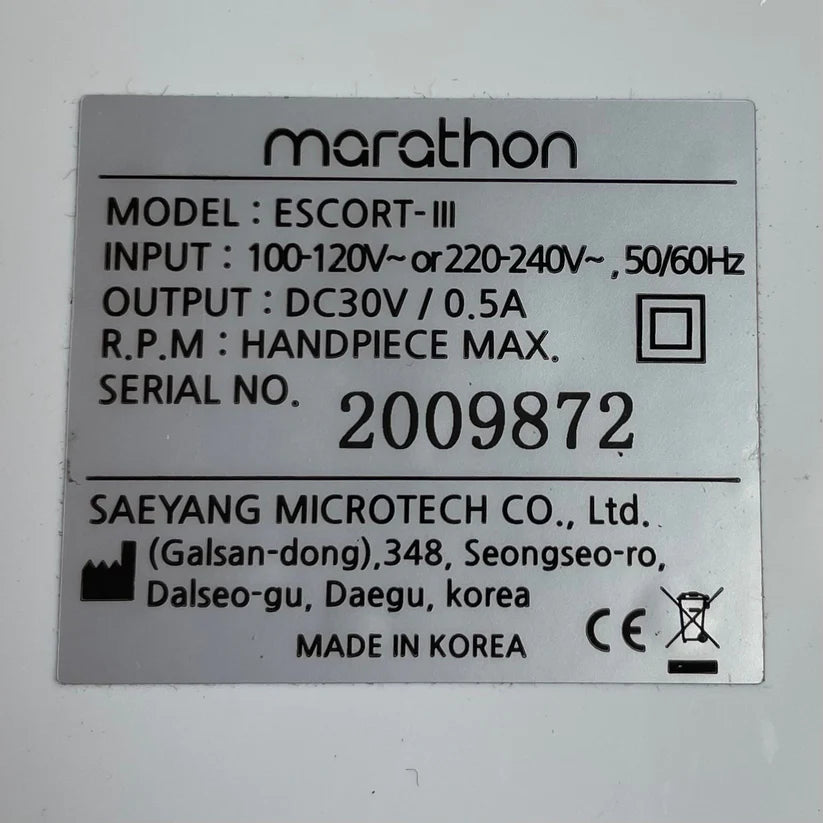 marathon
MODEL : ESCORT-III
INPUT : 100-120V~ or 220-240V~ , 50/60Hz
OUTPUT : DC30V / 0.5A
R.P.M : HANDPIECE MAX.
SERIAL NO. 2009872
SAEYANG MICROTECH CO., Ltd.
(Galsan-dong),348, Seongseo-ro,
Dalseo-gu, Daegu, korea
MADE IN KOREA CE